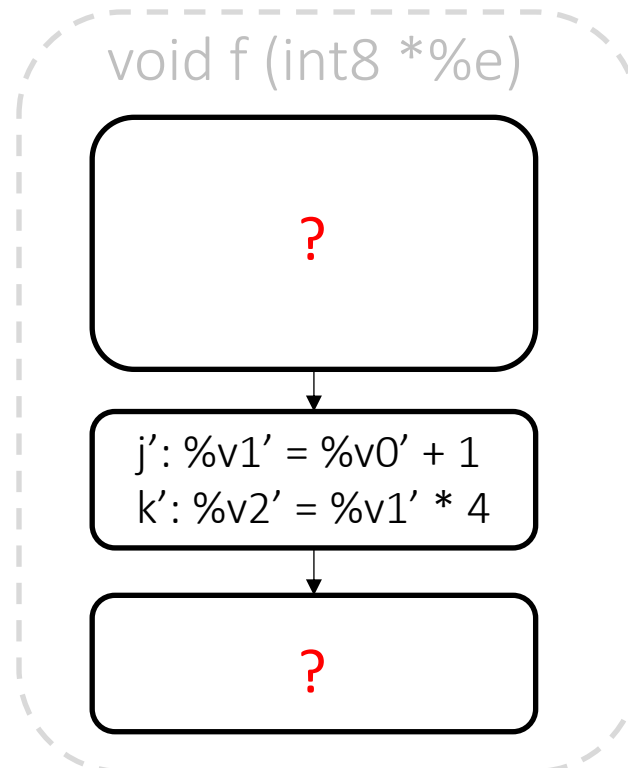 void f (int8 *%e)
?
j’: %v1’ = %v0’ + 1
k’: %v2’ = %v1’ * 4
?